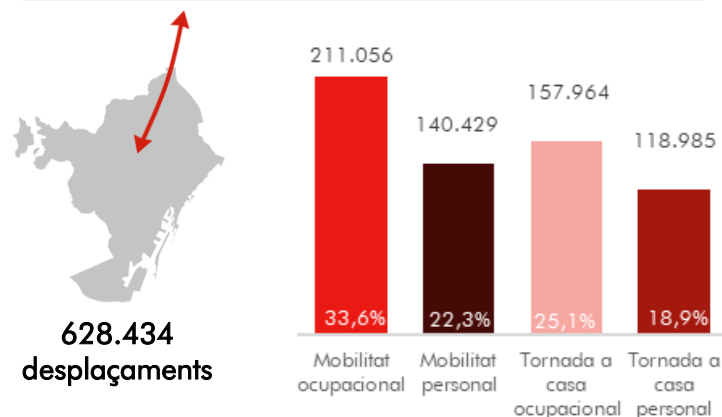 628.434
desplaçaments
211.056
140.429
157.964
118.985
33,6%
22,3%
25,1%
18,9%
Mobilitat
ocupacional
Mobilitat
personal
Tornada a
casa
ocupacional
Tornada a
casa
personal